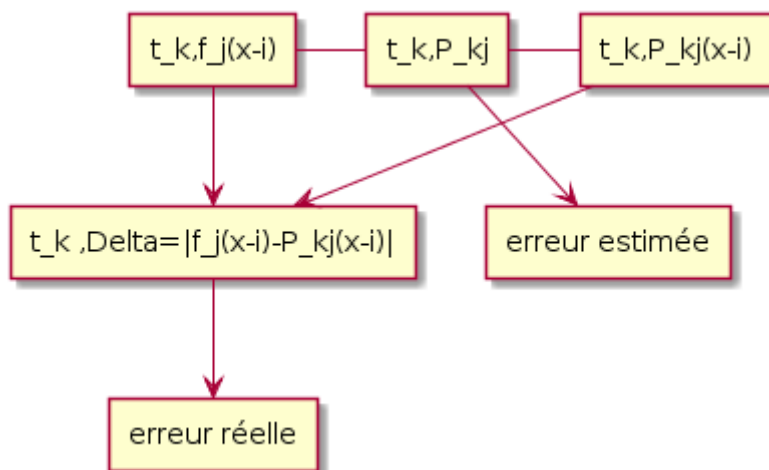 t_k,f_j(x-i)
t_k,P_kj
t_k,P_kj(x-i)
t_k ,Delta=|f_j(x-i)-P_kj(x-i)|
erreur estimée
erreur réelle